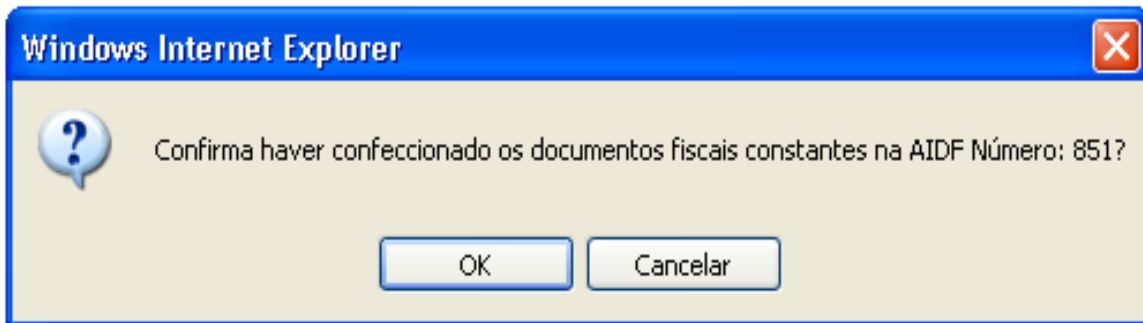 Windows Internet Explorer
Confirma haver confeccionado os documentos fiscais constantes na AIDF Número: 851?
OK
Cancelar